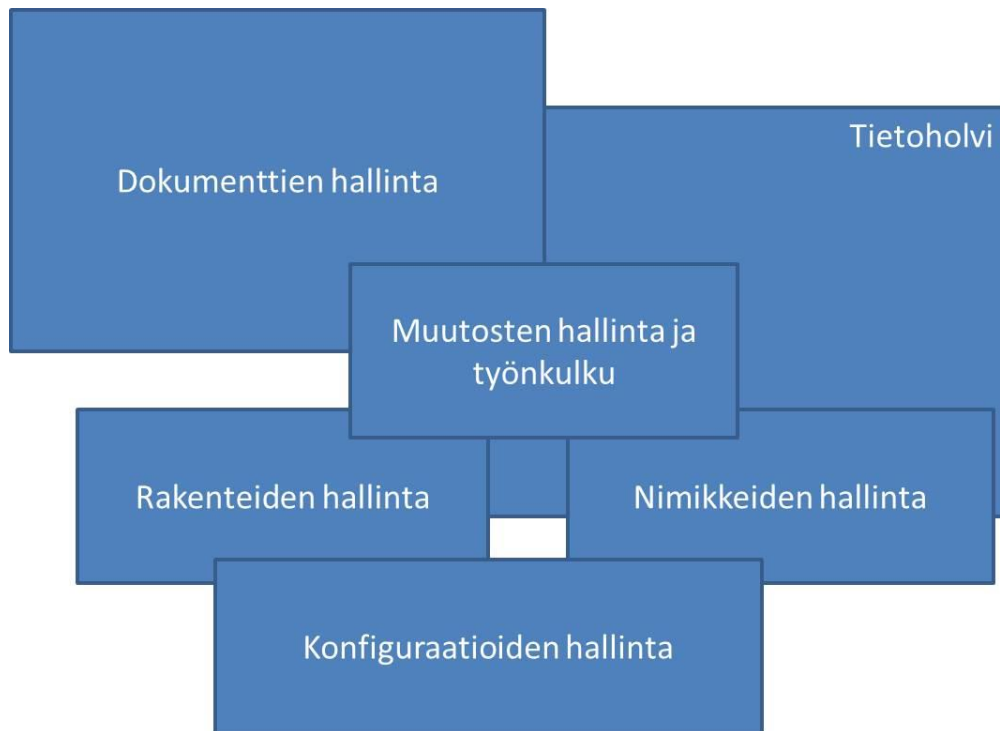 Tietoholvi
Dokumenttien hallinta
Muutosten hallinta ja
työnkulku
Rakenteiden hallinta
Nimikkeiden hallinta
Konfiguraatioiden hallinta